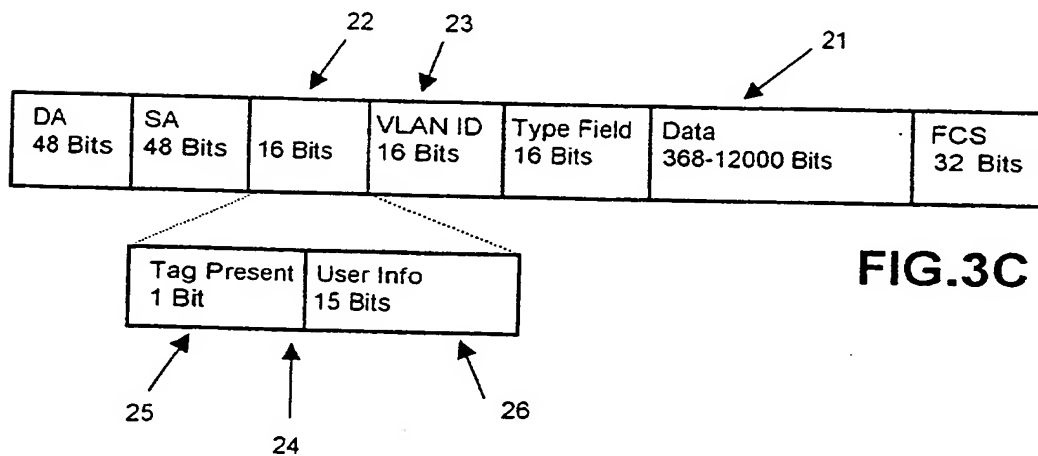 22
23
21
DA
48 Bits
SA
48 Bits
16 Bits
VLAN ID
16 Bits
Type Field
16 Bits
Data
368-12000 Bits
FCS
32 Bits
Tag Present
1 Bit
User Info
15 Bits
FIG.3C
25
24
26